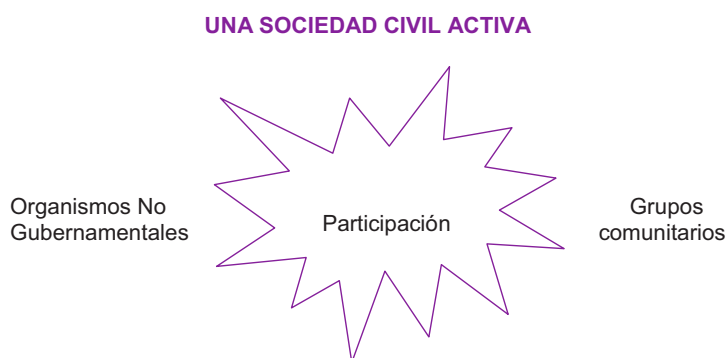 UNA SOCIEDAD CIVIL ACTIVA
Organismos No
Gubernamentales
Participación
Grupos
comunitarios